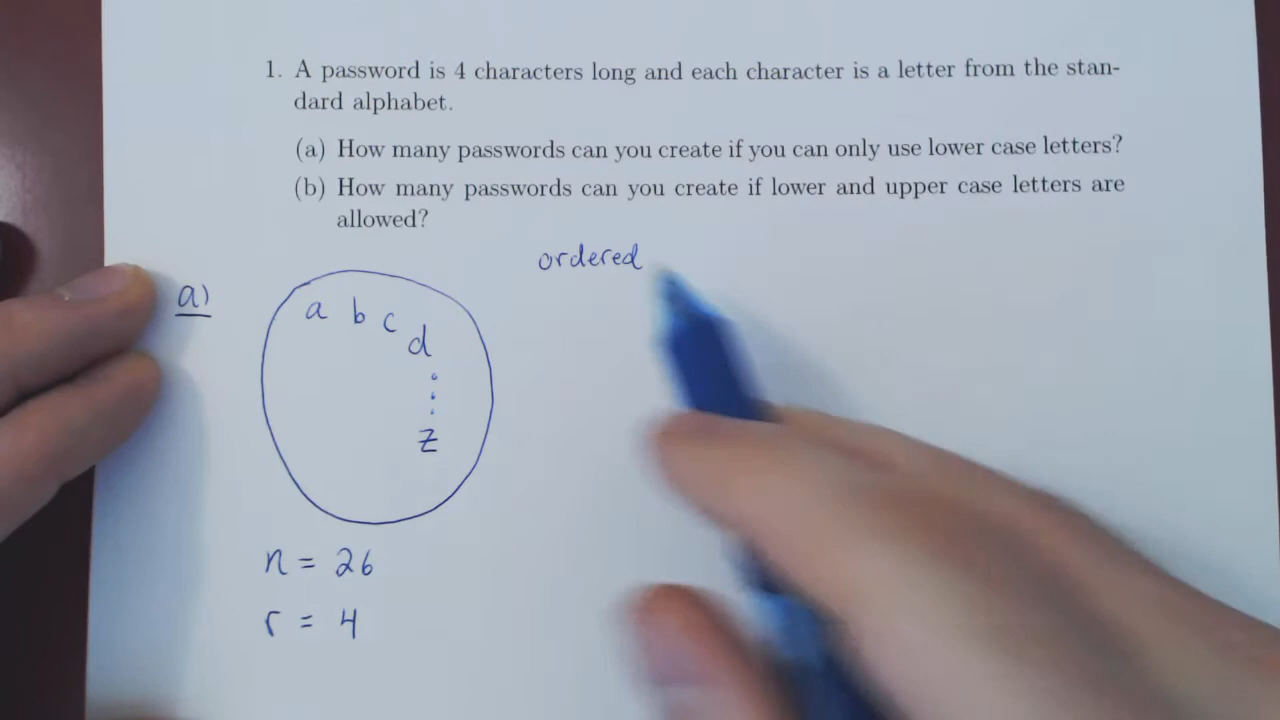 1. A password is 4 characters long and each character is a letter from the stan-
dard alphabet.
(a) How many passwords can you create if you can only use lower case letters?
(b) How many passwords can you create if lower and upper case letters are
allowed?
ordered
a)
a b c
d
z
n = 26
r = 4